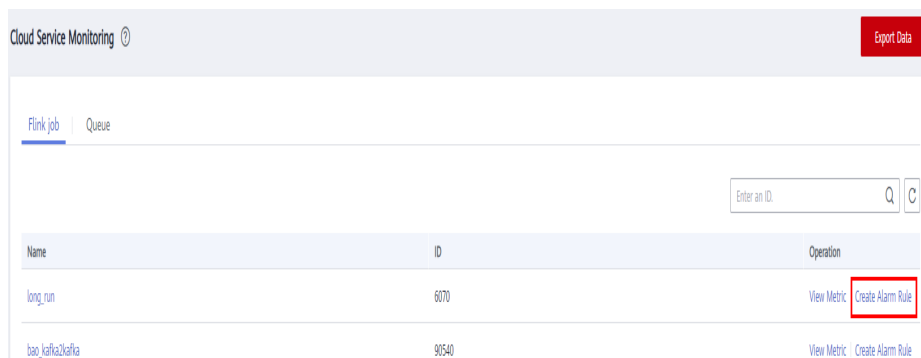 Cloud Service Monitoring ?
Export Data
Flink job Queue
Enter an ID.
Name ID Operation
long_run 6070 View Metric Create Alarm Rule
bao_kafka2kafka 90540 View Metric Create Alarm Rule